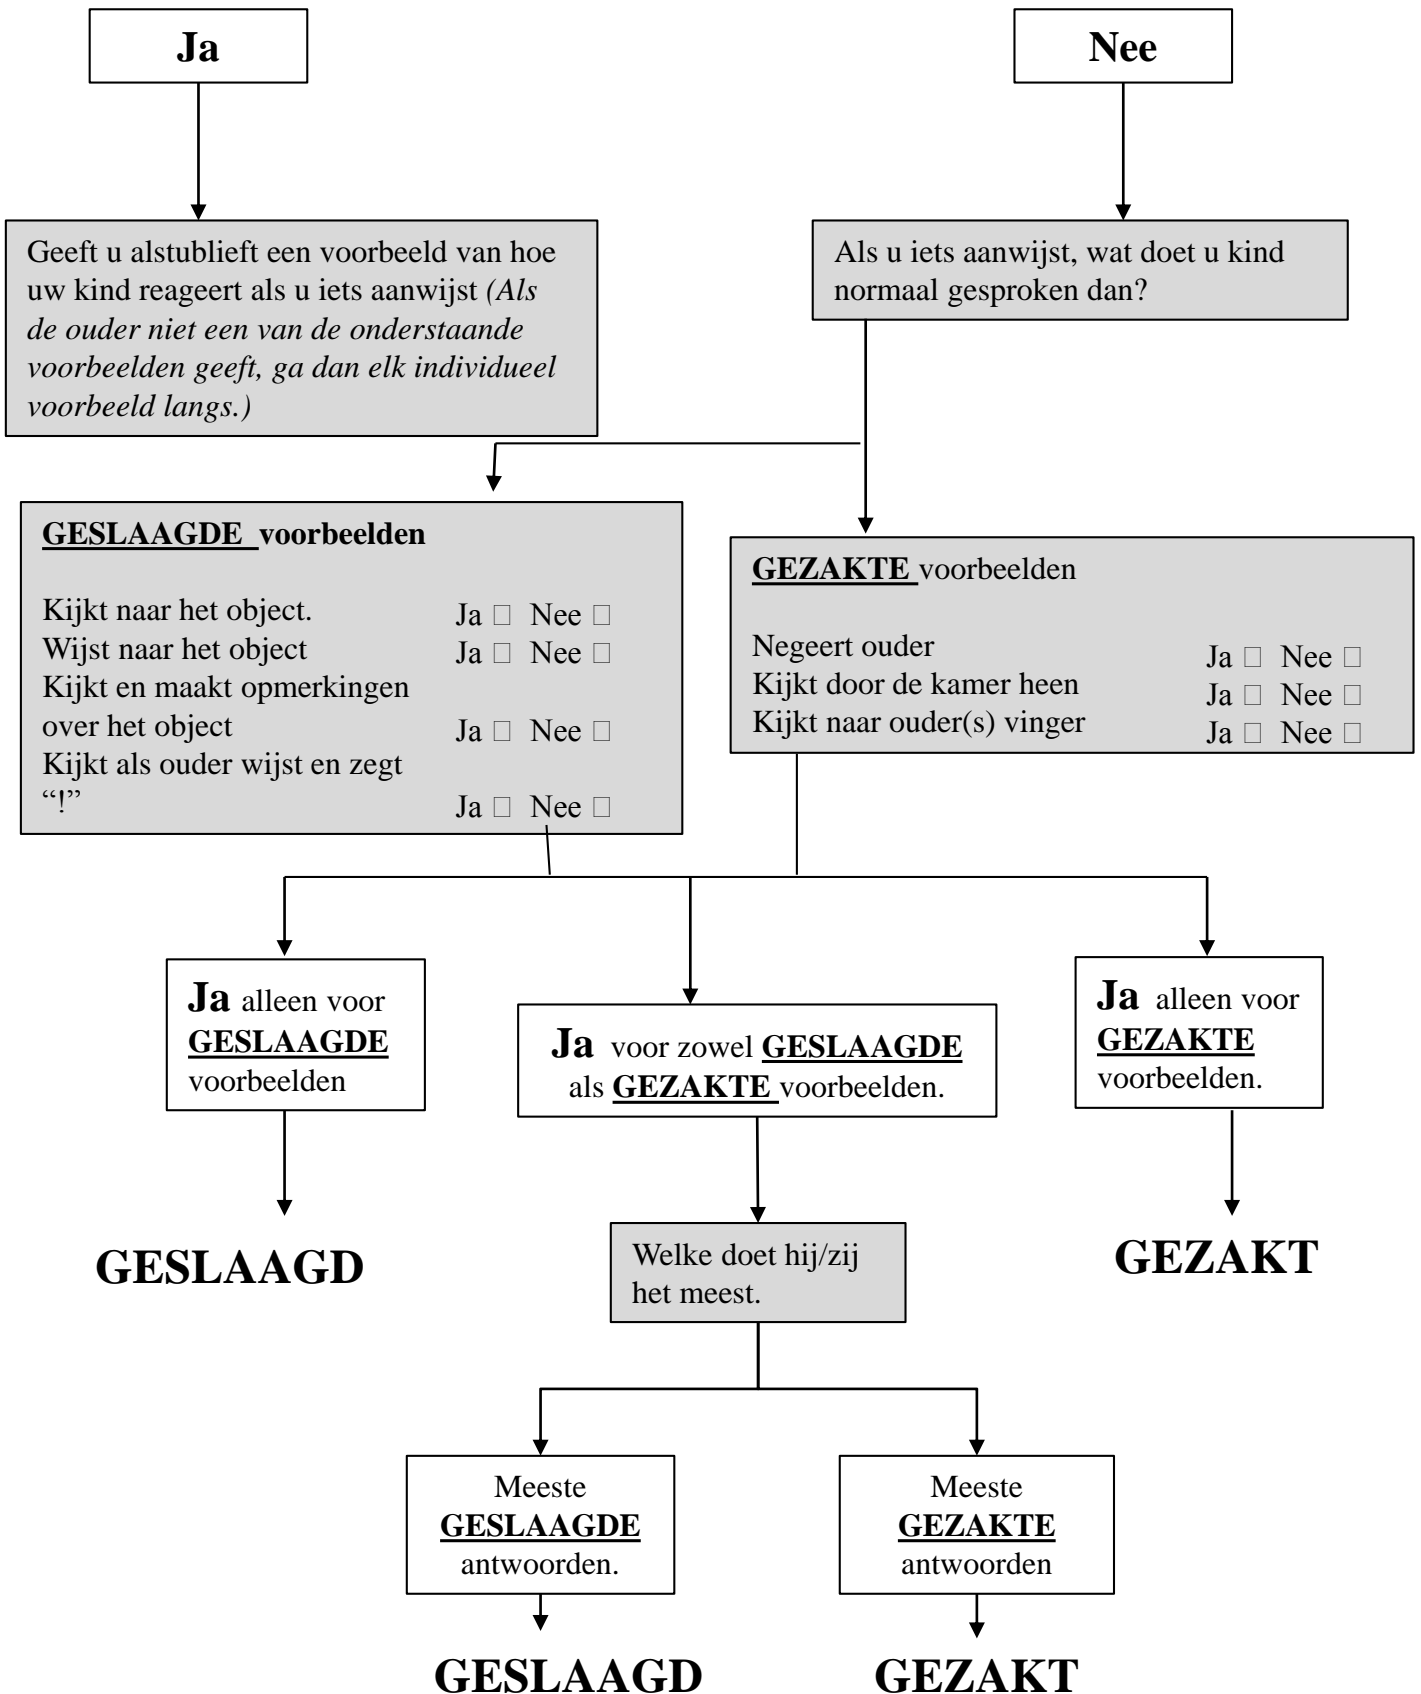 Ja
Nee
Geeft u alstublieft een voorbeeld van hoe
uw kind reageert als u iets aanwijst (Als
de ouder niet een van de onderstaande
voorbeelden geeft, ga dan elk individueel
voorbeeld langs.)
Als u iets aanwijst, wat doet u kind
normaal gesproken dan?
GESLAAGDE voorbeelden
Kijkt naar het object. Ja □ Nee □
Wijst naar het object Ja □ Nee □
Kijkt en maakt opmerkingen
over het object Ja □ Nee □
Kijkt als ouder wijst en zegt
“!” Ja □ Nee □
GEZAKTE voorbeelden
Negeert ouder Ja □ Nee □
Kijkt door de kamer heen Ja □ Nee □
Kijkt naar ouder(s) vinger Ja □ Nee □
Ja alleen voor
GESLAAGDE
voorbeelden
Ja voor zowel GESLAAGDE
als GEZAKTE voorbeelden.
Ja alleen voor
GEZAKTE
voorbeelden.
GESLAAGD
Welke doet hij/zij
het meest.
GEZAKT
Meeste
GESLAAGDE
antwoorden.
Meeste
GEZAKTE
antwoorden
GESLAAGD
GEZAKT